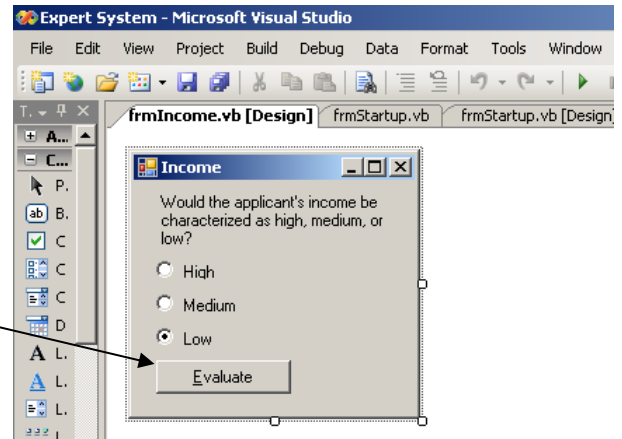 Expert System - Microsoft Visual Studio
File Edit View Project Build Debug Data Format Tools Window
T.
frmIncome.vb [Design] frmStartup.vb frmStartup.vb [Design]
A...
C...
P.
ab B.
C
C
C
D
A L.
A L.
L.
L
Income
Would the applicant's income be
characterized as high, medium, or
low?
High
Medium
Low
Evaluate